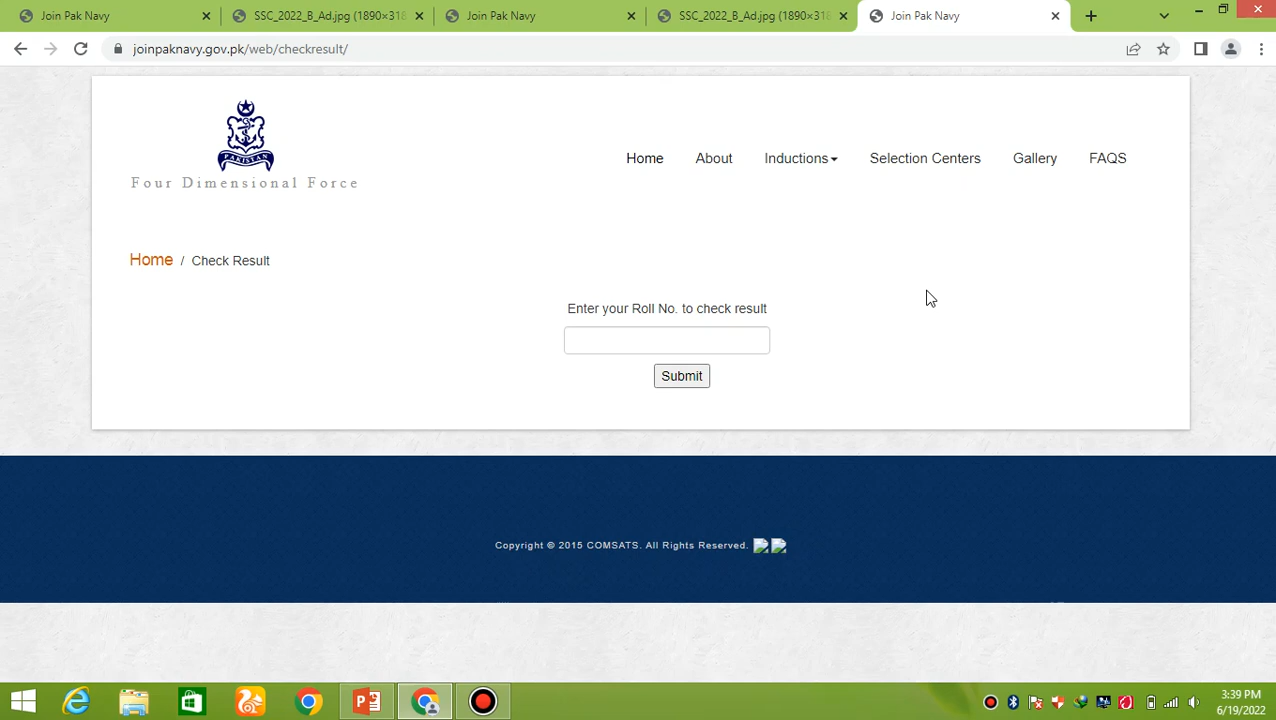 Join Pak Navy
SSC_2022_B_Ad.jpg (1890×318
Join Pak Navy
SSC_2022_B_Ad.jpg (1890×318
Join Pak Navy
joinpaknavy.gov.pk/web/checkresult/
PAKISTAN
Four Dimensional Force
Home
About
Inductions
Selection Centers
Gallery
FAQS
Home / Check Result
Enter your Roll No. to check result
Submit
Copyright © 2015 COMSATS. All Rights Reserved.
3:39 PM
6/19/2022